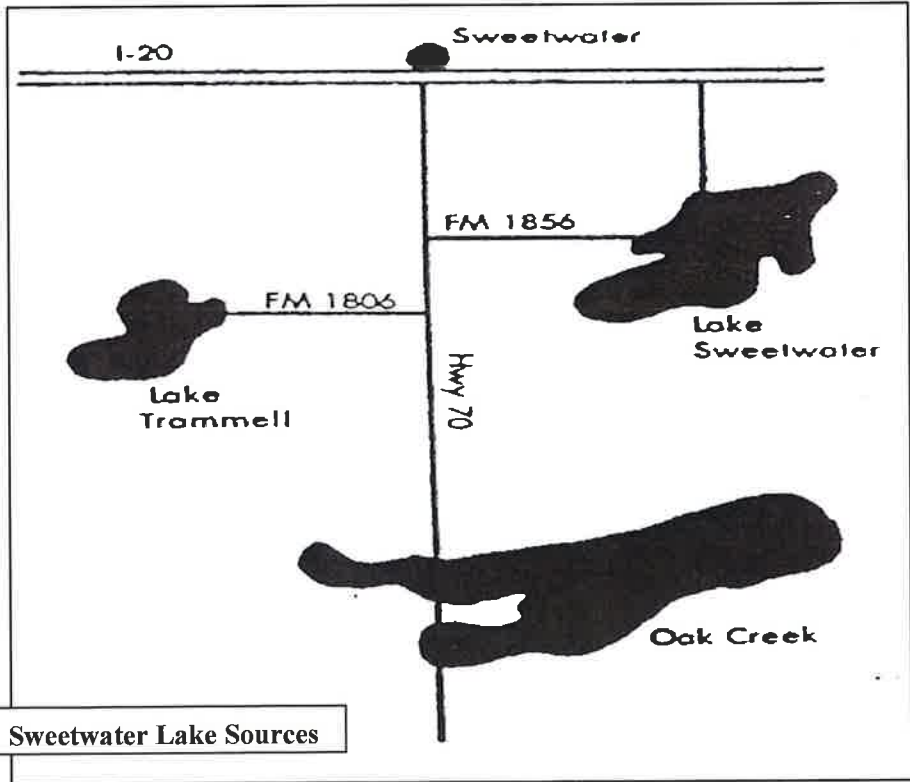 Sweetwater
I-20
FM 1856
FM 1806
Lake
Sweetwater
Lake
Trammell
Hwy 70
Oak Creek
Sweetwater Lake Sources